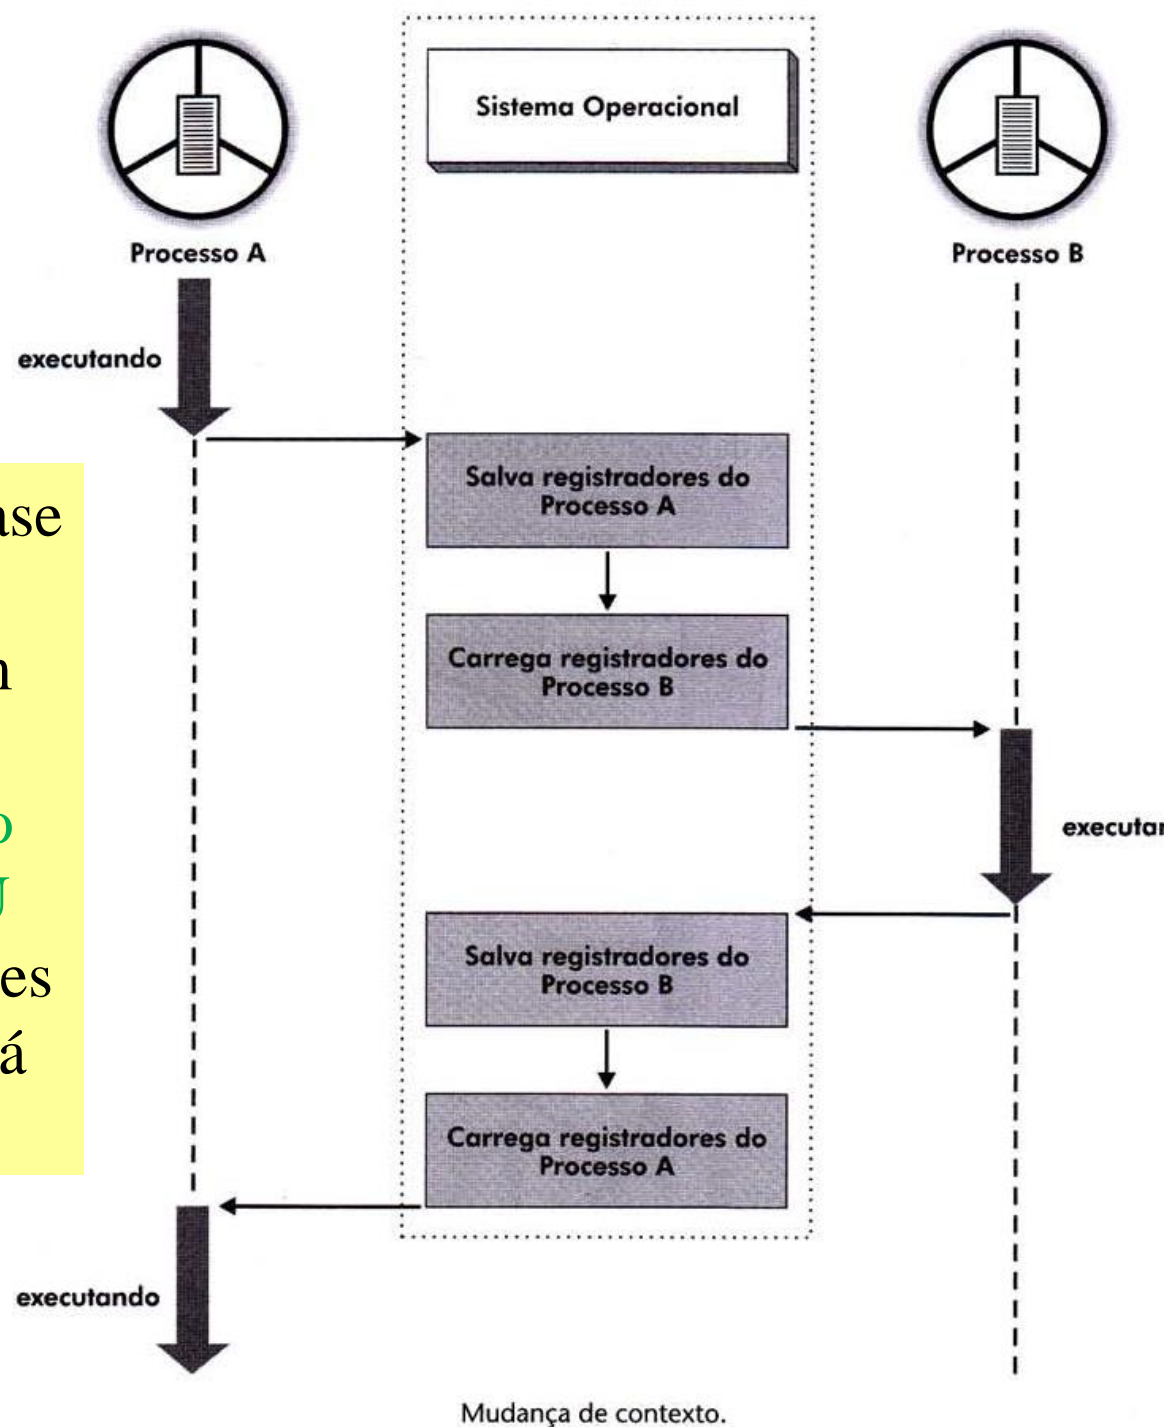 Sistema Operacional
Processo A
Processo B
executando
Salva registradores do
Processo A
Carrega registradores do
Processo B
Salva registradores do
Processo B
Carrega registradores do
Processo A
executando
Mudança de contexto.